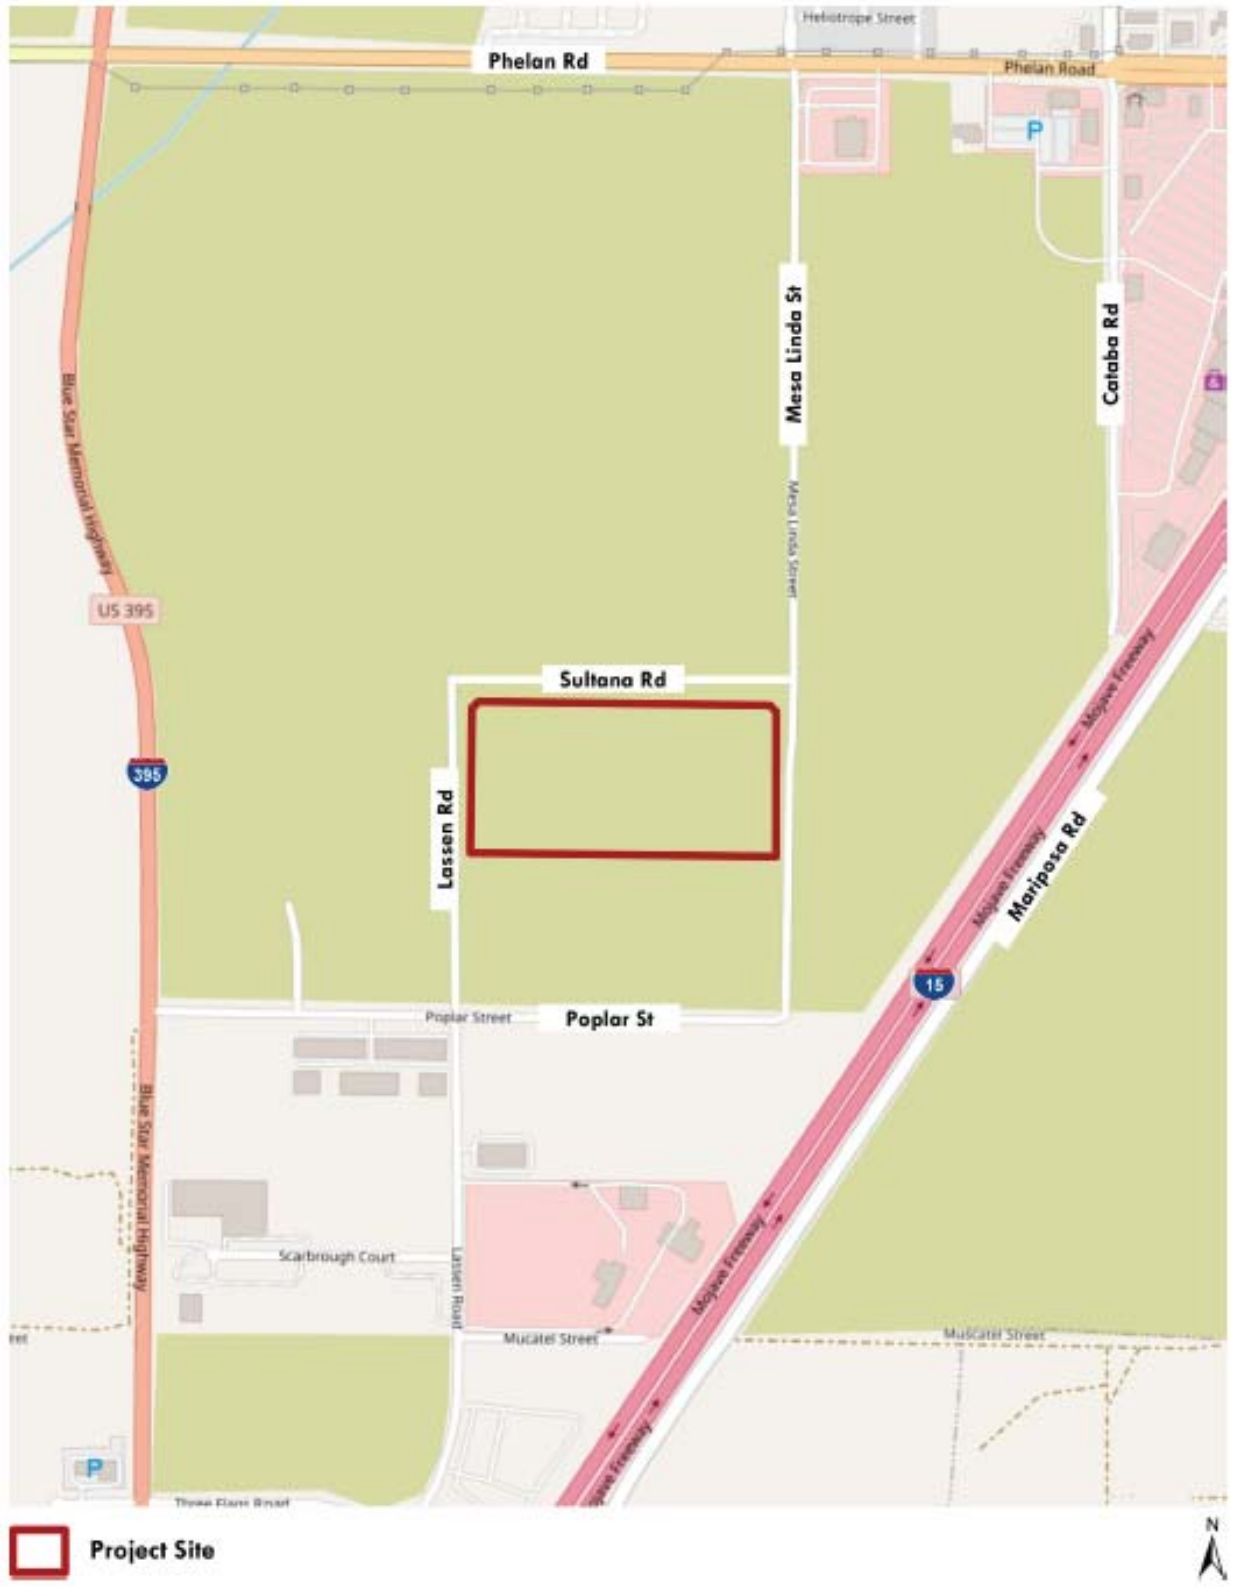 Heliotrope Street
Phelan Rd
Phelan Road
P
Mesa Linda St
Cataba Rd
Blue Star Memorial Highway
Mesa Linda Street
US 395
Sultana Rd
Mojave Freeway
395
Lassen Rd
Mojave Freeway
Mariposa Rd
15
Poplar Street
Poplar St
Blue Star Memorial Highway
Mojave Freeway
Scarbrough Court
Lassen Road
Mucatel Street
Muscatel Street
P
Three Flags Road
Project Site
N